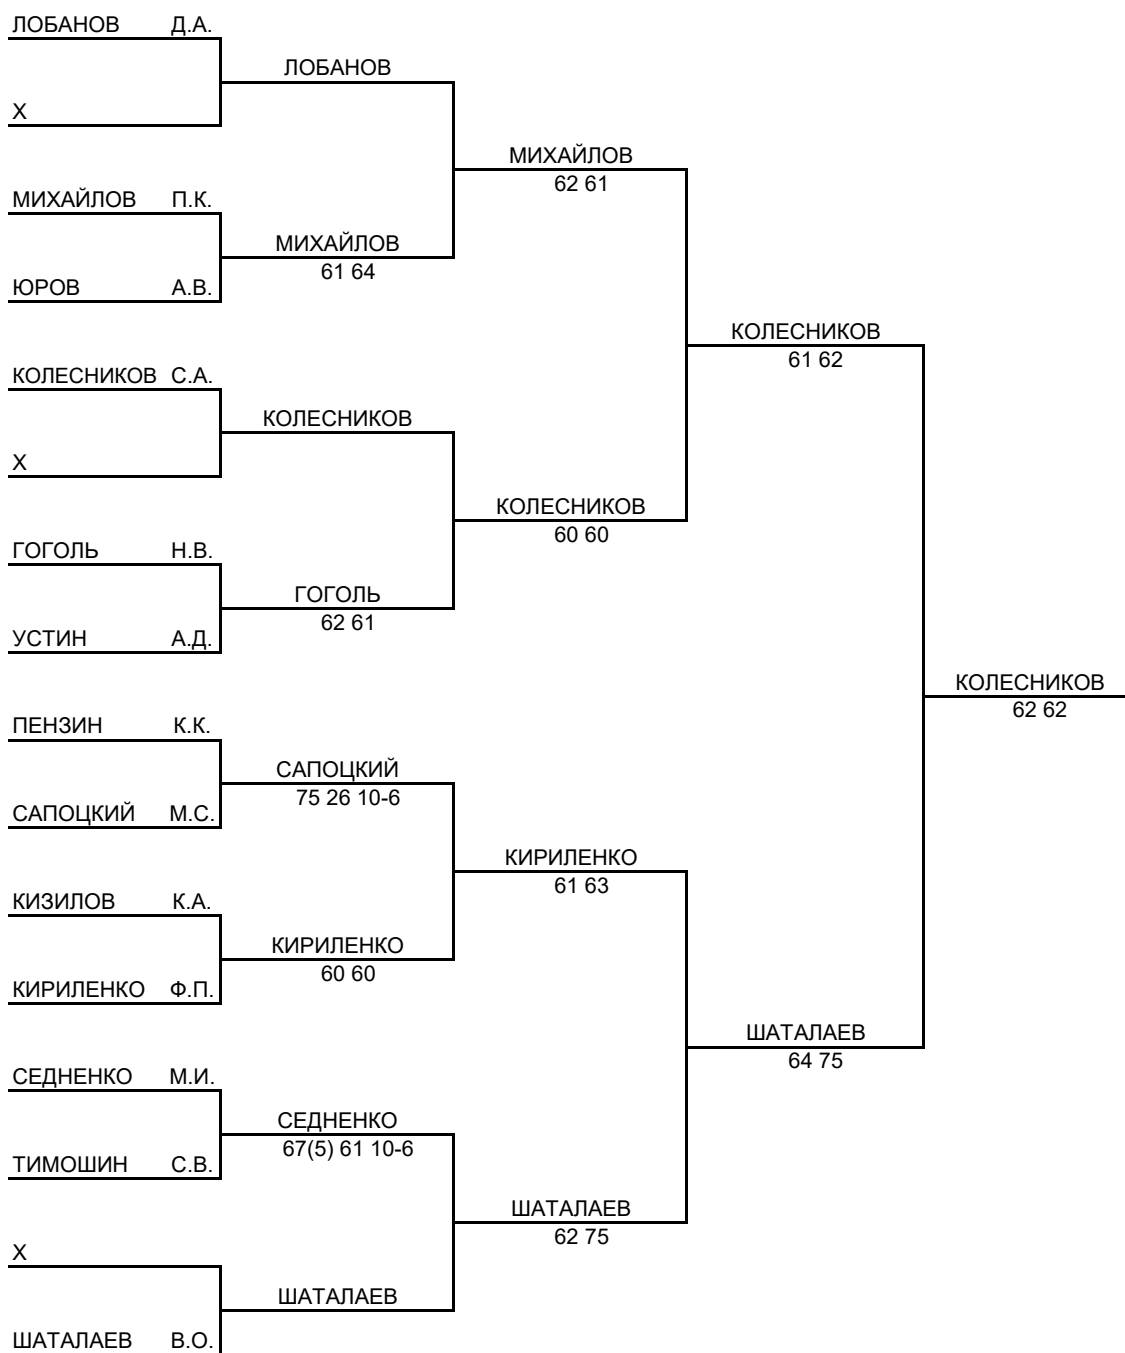 ЛОБАНОВ Д.А.
ЛОБАНОВ
Х
МИХАЙЛОВ
62 61
МИХАЙЛОВ П.К.
МИХАЙЛОВ
61 64
ЮРОВ А.В.
КОЛЕСНИКОВ
61 62
КОЛЕСНИКОВ С.А.
КОЛЕСНИКОВ
Х
КОЛЕСНИКОВ
60 60
ГОГОЛЬ Н.В.
ГОГОЛЬ
62 61
УСТИН А.Д.
КОЛЕСНИКОВ
62 62
ПЕНЗИН К.К.
САПОЦКИЙ
75 26 10-6
САПОЦКИЙ М.С.
КИРИЛЕНКО
61 63
КИЗИЛОВ К.А.
КИРИЛЕНКО
60 60
КИРИЛЕНКО Ф.П.
ШАТАЛАЕВ
64 75
СЕДНЕНКО М.И.
СЕДНЕНКО
67(5) 61 10-6
ТИМОШИН С.В.
ШАТАЛАЕВ
62 75
Х
ШАТАЛАЕВ
ШАТАЛАЕВ В.О.